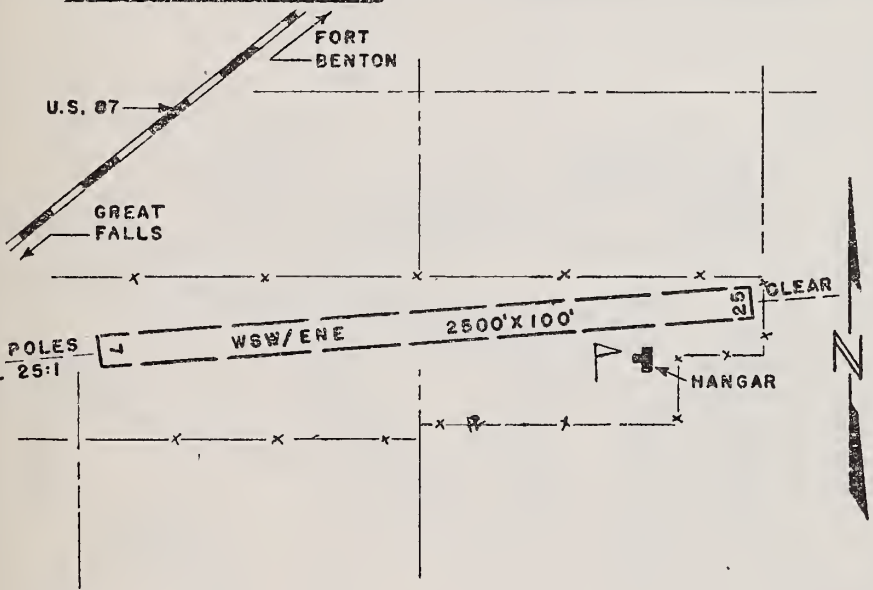 FORT
BENTON
U.S. 87
GREAT
FALLS
CLEAR
25
WSW/ENE 2500'X100'
7
POLES
25:1
HANGAR
N